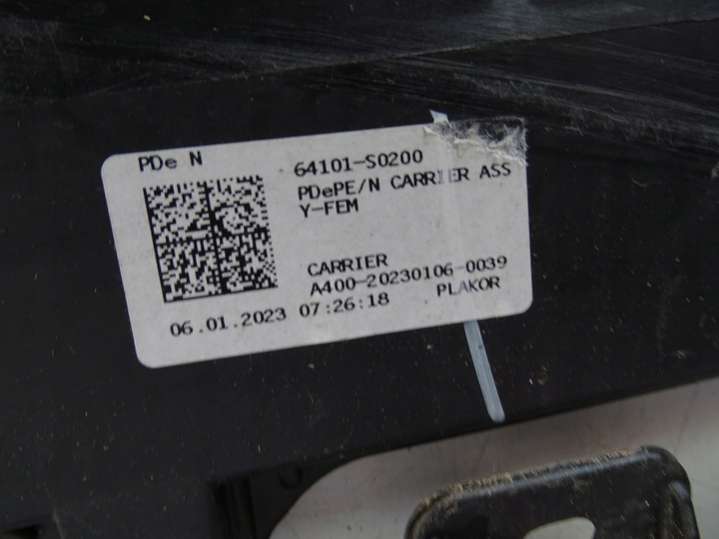 PDe N
64101-S0200
PDePE/N CARRIER ASS
Y-FEM
CARRIER
A400-20230106-0039
06.01.2023 07:26:18 PLAKOR